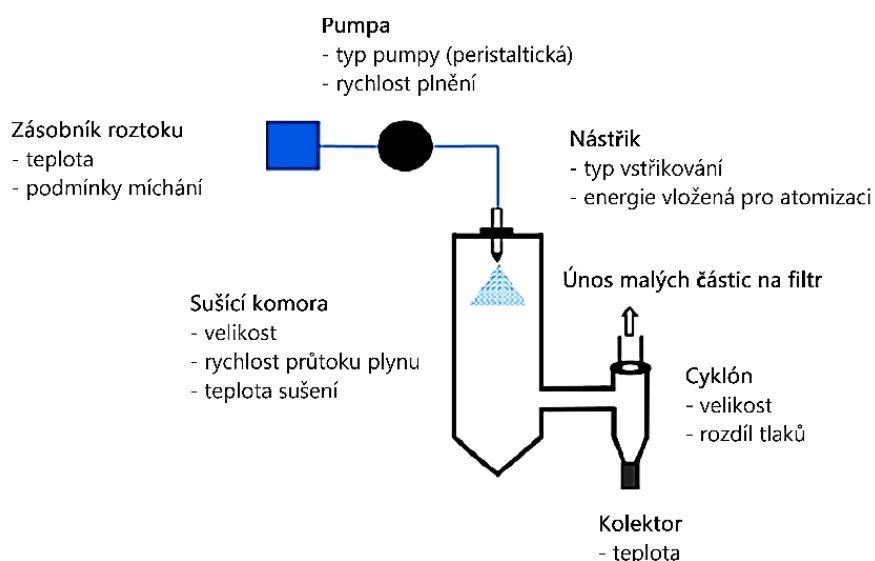 Pumpa
- typ pumpy (peristaltická)
- rychlost plnění
Zásobník roztoku
- teplota
- podmínky míchání
Nástřik
- typ vstřikování
- energie vložená pro atomizaci
Sušící komora
- velikost
- rychlost průtoku plynu
- teplota sušení
Únos malých částic na filtr
Cyklón
- velikost
- rozdíl tlaků
Kolektor
- teplota